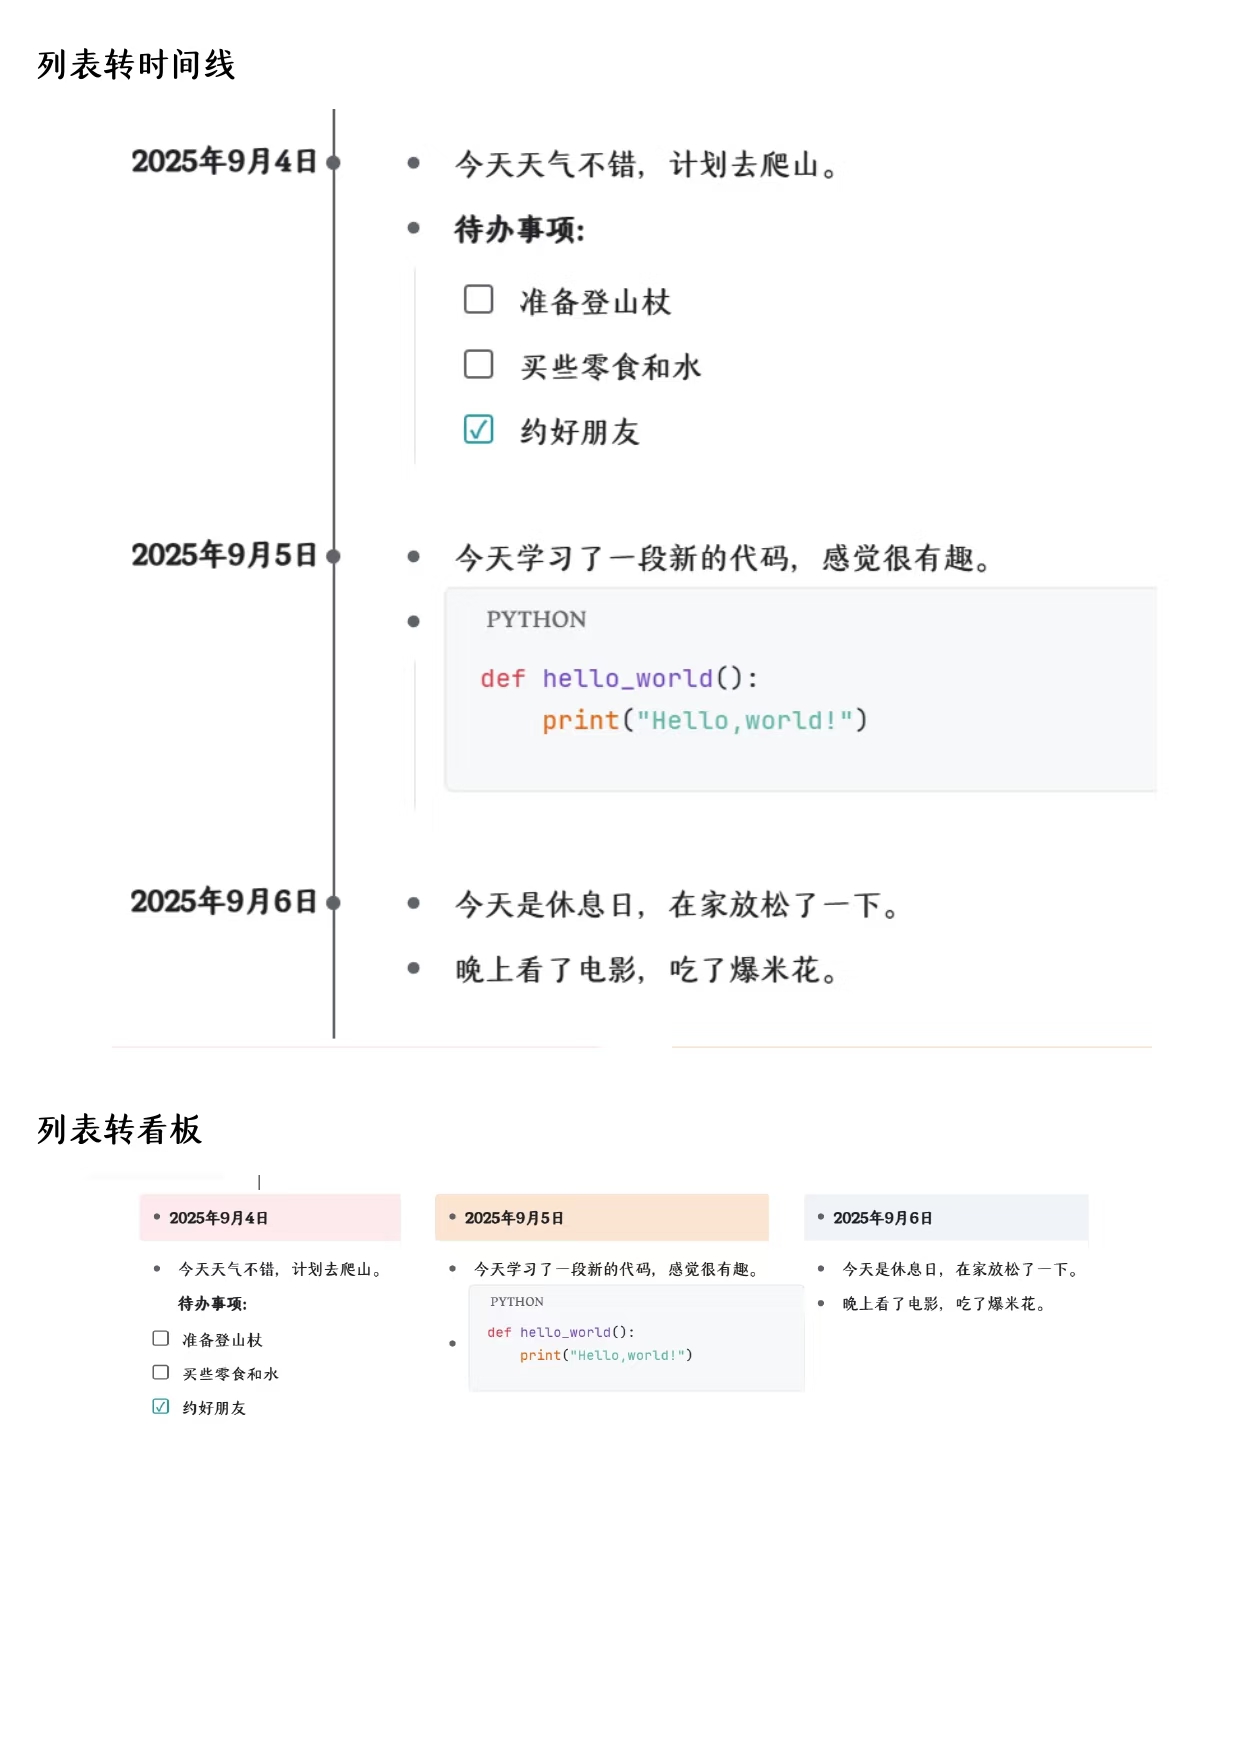 列表转时间线
2025年9月4日
今天天气不错，计划去爬山。
待办事项:
准备登山杖
买些零食和水
约好朋友
2025年9月5日
今天学习了一段新的代码，感觉很有趣。
PYTHON
def hello_world():
    print("Hello,world!")
2025年9月6日
今天是休息日，在家放松了一下。
晚上看了电影，吃了爆米花。
列表转看板
2025年9月4日
今天天气不错，计划去爬山。
待办事项:
准备登山杖
买些零食和水
约好朋友
2025年9月5日
今天学习了一段新的代码，感觉很有趣。
PYTHON
def hello_world():
    print("Hello,world!")
2025年9月6日
今天是休息日，在家放松了一下。
晚上看了电影，吃了爆米花。